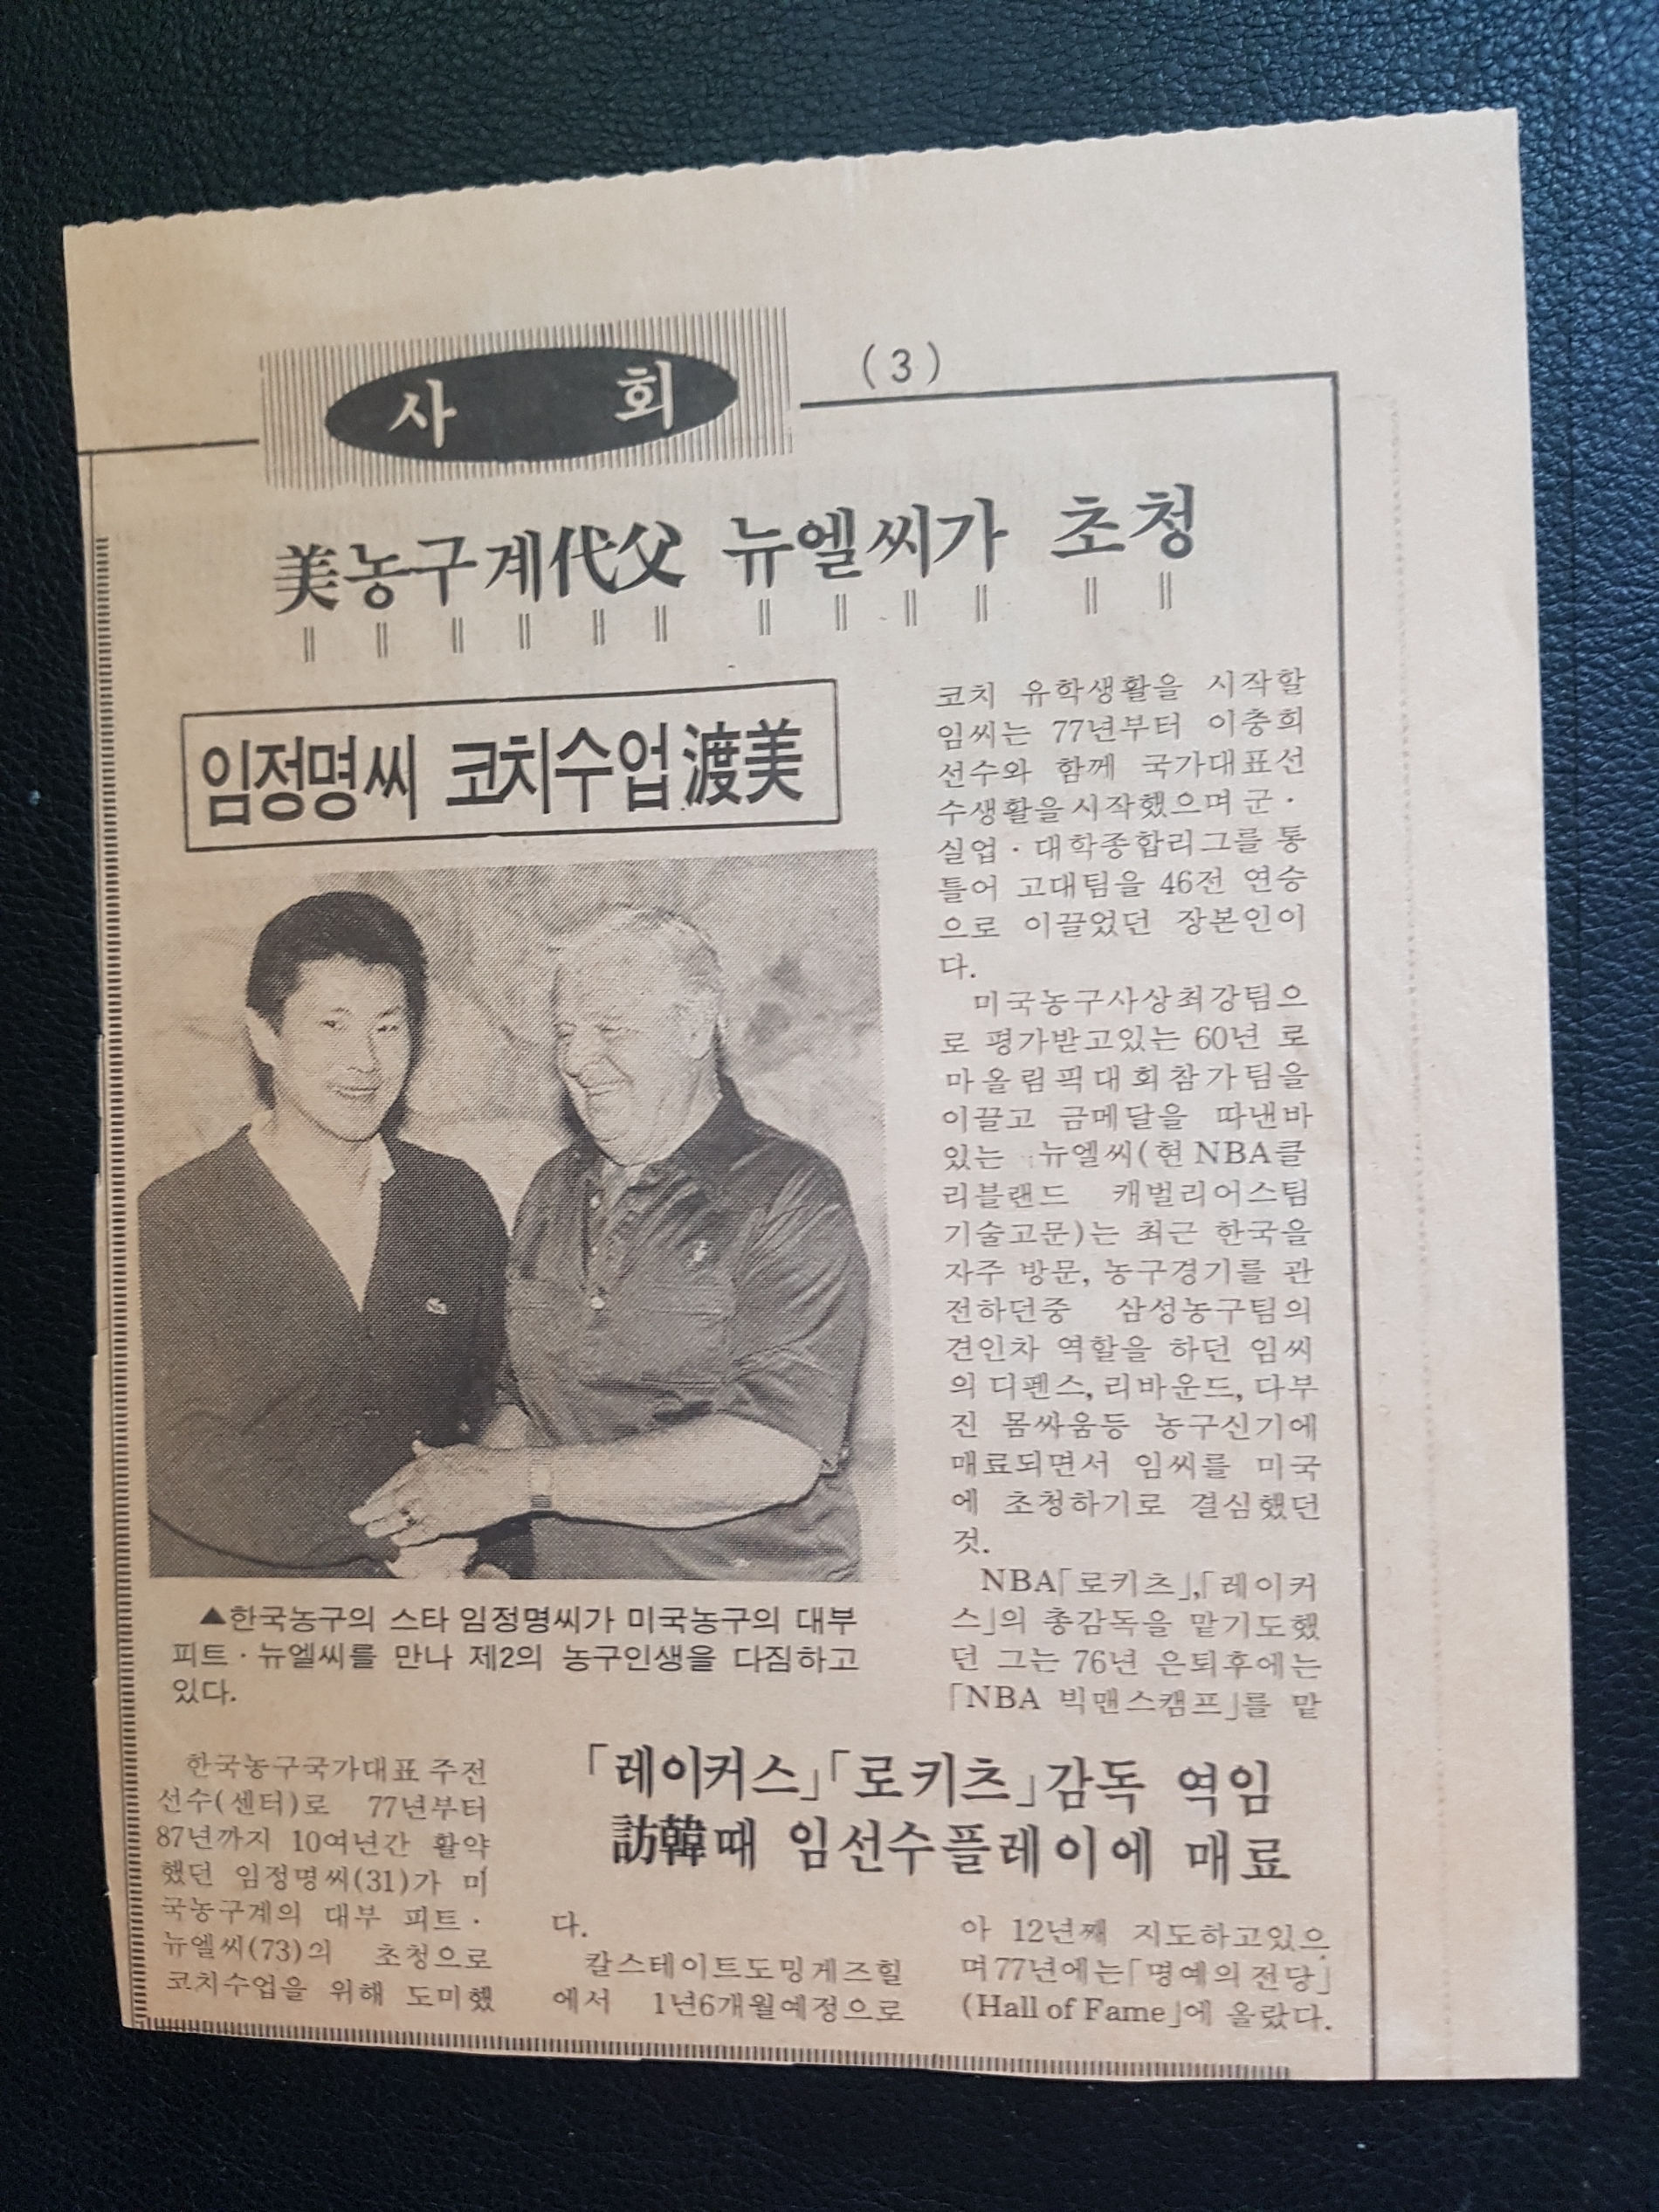 사 회
(3)
美농구계代父 뉴엘씨가 초청
임정명씨 코치수업渡美
▲한국농구의 스타 임정명씨가 미국농구의 대부
피트·뉴엘씨를 만나 제2의 농구인생을 다짐하고
있다.
한국농구국가대표 주전
선수(센터)로 77년부터
87년까지 10여년간 활약
했던 임정명씨(31)가 미
국농구계의 대부 피트·
뉴엘씨(73)의 초청으로
코치수업을 위해 도미했
「레이커스」「로키츠」감독 역임
訪韓때 임선수플레이에 매료
다.
칼스테이트도밍게즈힐
에서 1년6개월예정으로
코치 유학생활을 시작할
임씨는 77년부터 이충희
선수와 함께 국가대표선
수생활을시작했으며 군·
실업·대학종합리그를 통
틀어 고대팀을 46전 연승
으로 이끌었던 장본인이
다.
미국농구사상최강팀으
로 평가받고있는 60년 로
마올림픽대회참가팀을
이끌고 금메달을 따낸바
있는 뉴엘씨(현 NBA클
리블랜드 캐벌리어스팀
기술고문)는 최근 한국을
자주 방문, 농구경기를 관
전하던중 삼성농구팀의
견인차 역할을 하던 임씨
의 디펜스, 리바운드, 다부
진 몸싸움등 농구신기에
매료되면서 임씨를 미국
에 초청하기로 결심했던
것.
NBA「로키츠」,「레이커
스」의 총감독을 맡기도했
던 그는 76년 은퇴후에는
「NBA 빅맨스캠프」를 맡
아 12년째 지도하고있으
며77년에는「명예의 전당」
(Hall of Fame」에 올랐다.